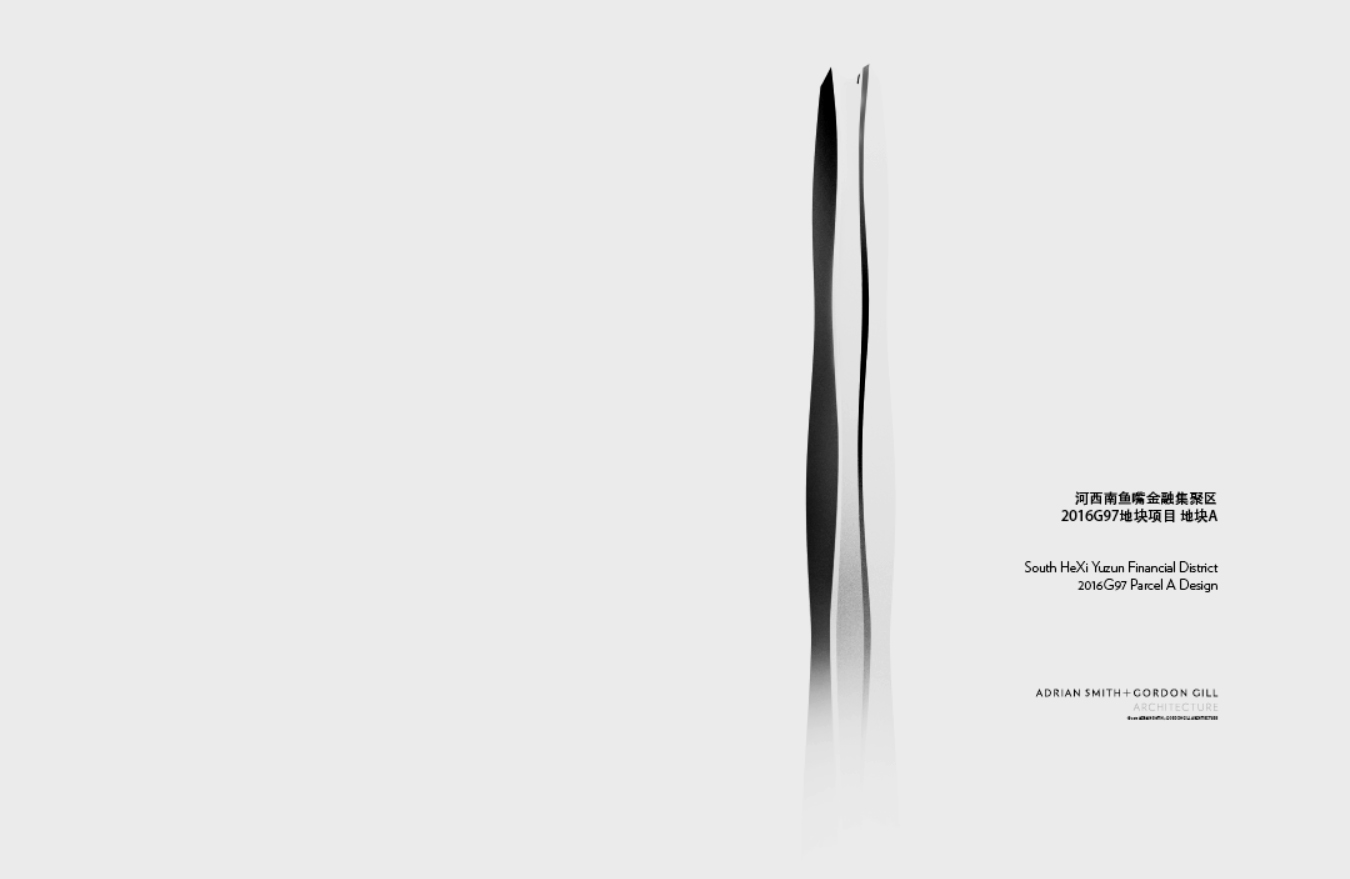 河西南鱼嘴金融集聚区
2016G97地块项目 地块A
South HeXi Yuzun Financial District
2016G97 Parcel A Design
ADRIAN SMITH+GORDON GILL
ARCHITECTURE